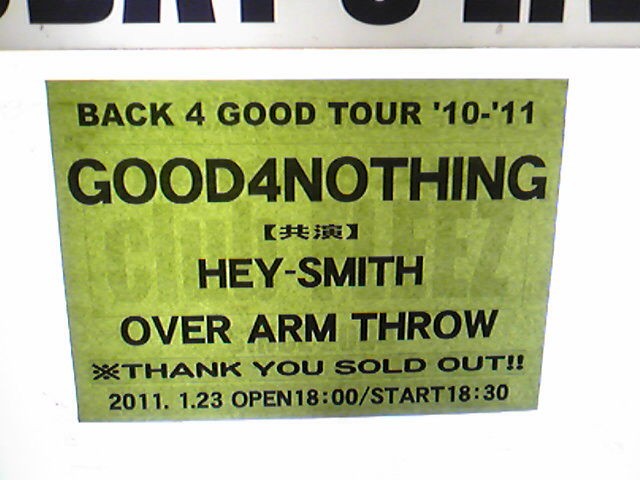 BACK 4 GOOD TOUR '10-'11
GOOD4NOTHING
【共演】
HEY-SMITH
OVER ARM THROW
※THANK YOU SOLD OUT!!
2011. 1.23 OPEN18:00/START18:30